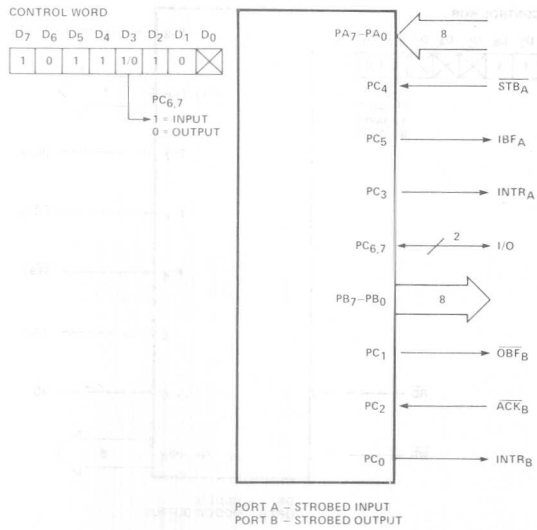 CONTROL WORD
D7 D6 D5 D4 D3 D2 D1 D0
1 0 1 1 1/0 1 0
PC6,7
1 = INPUT
0 = OUTPUT
PA7-PA0 8
PC4 STBA
PC5 IBFA
PC3 INTRA
PC6,7 2 I/O
PB7-PB0 8
PC1 OBFB
PC2 ACKB
PC0 INTRB
PORT A – STROBED INPUT
PORT B – STROBED OUTPUT